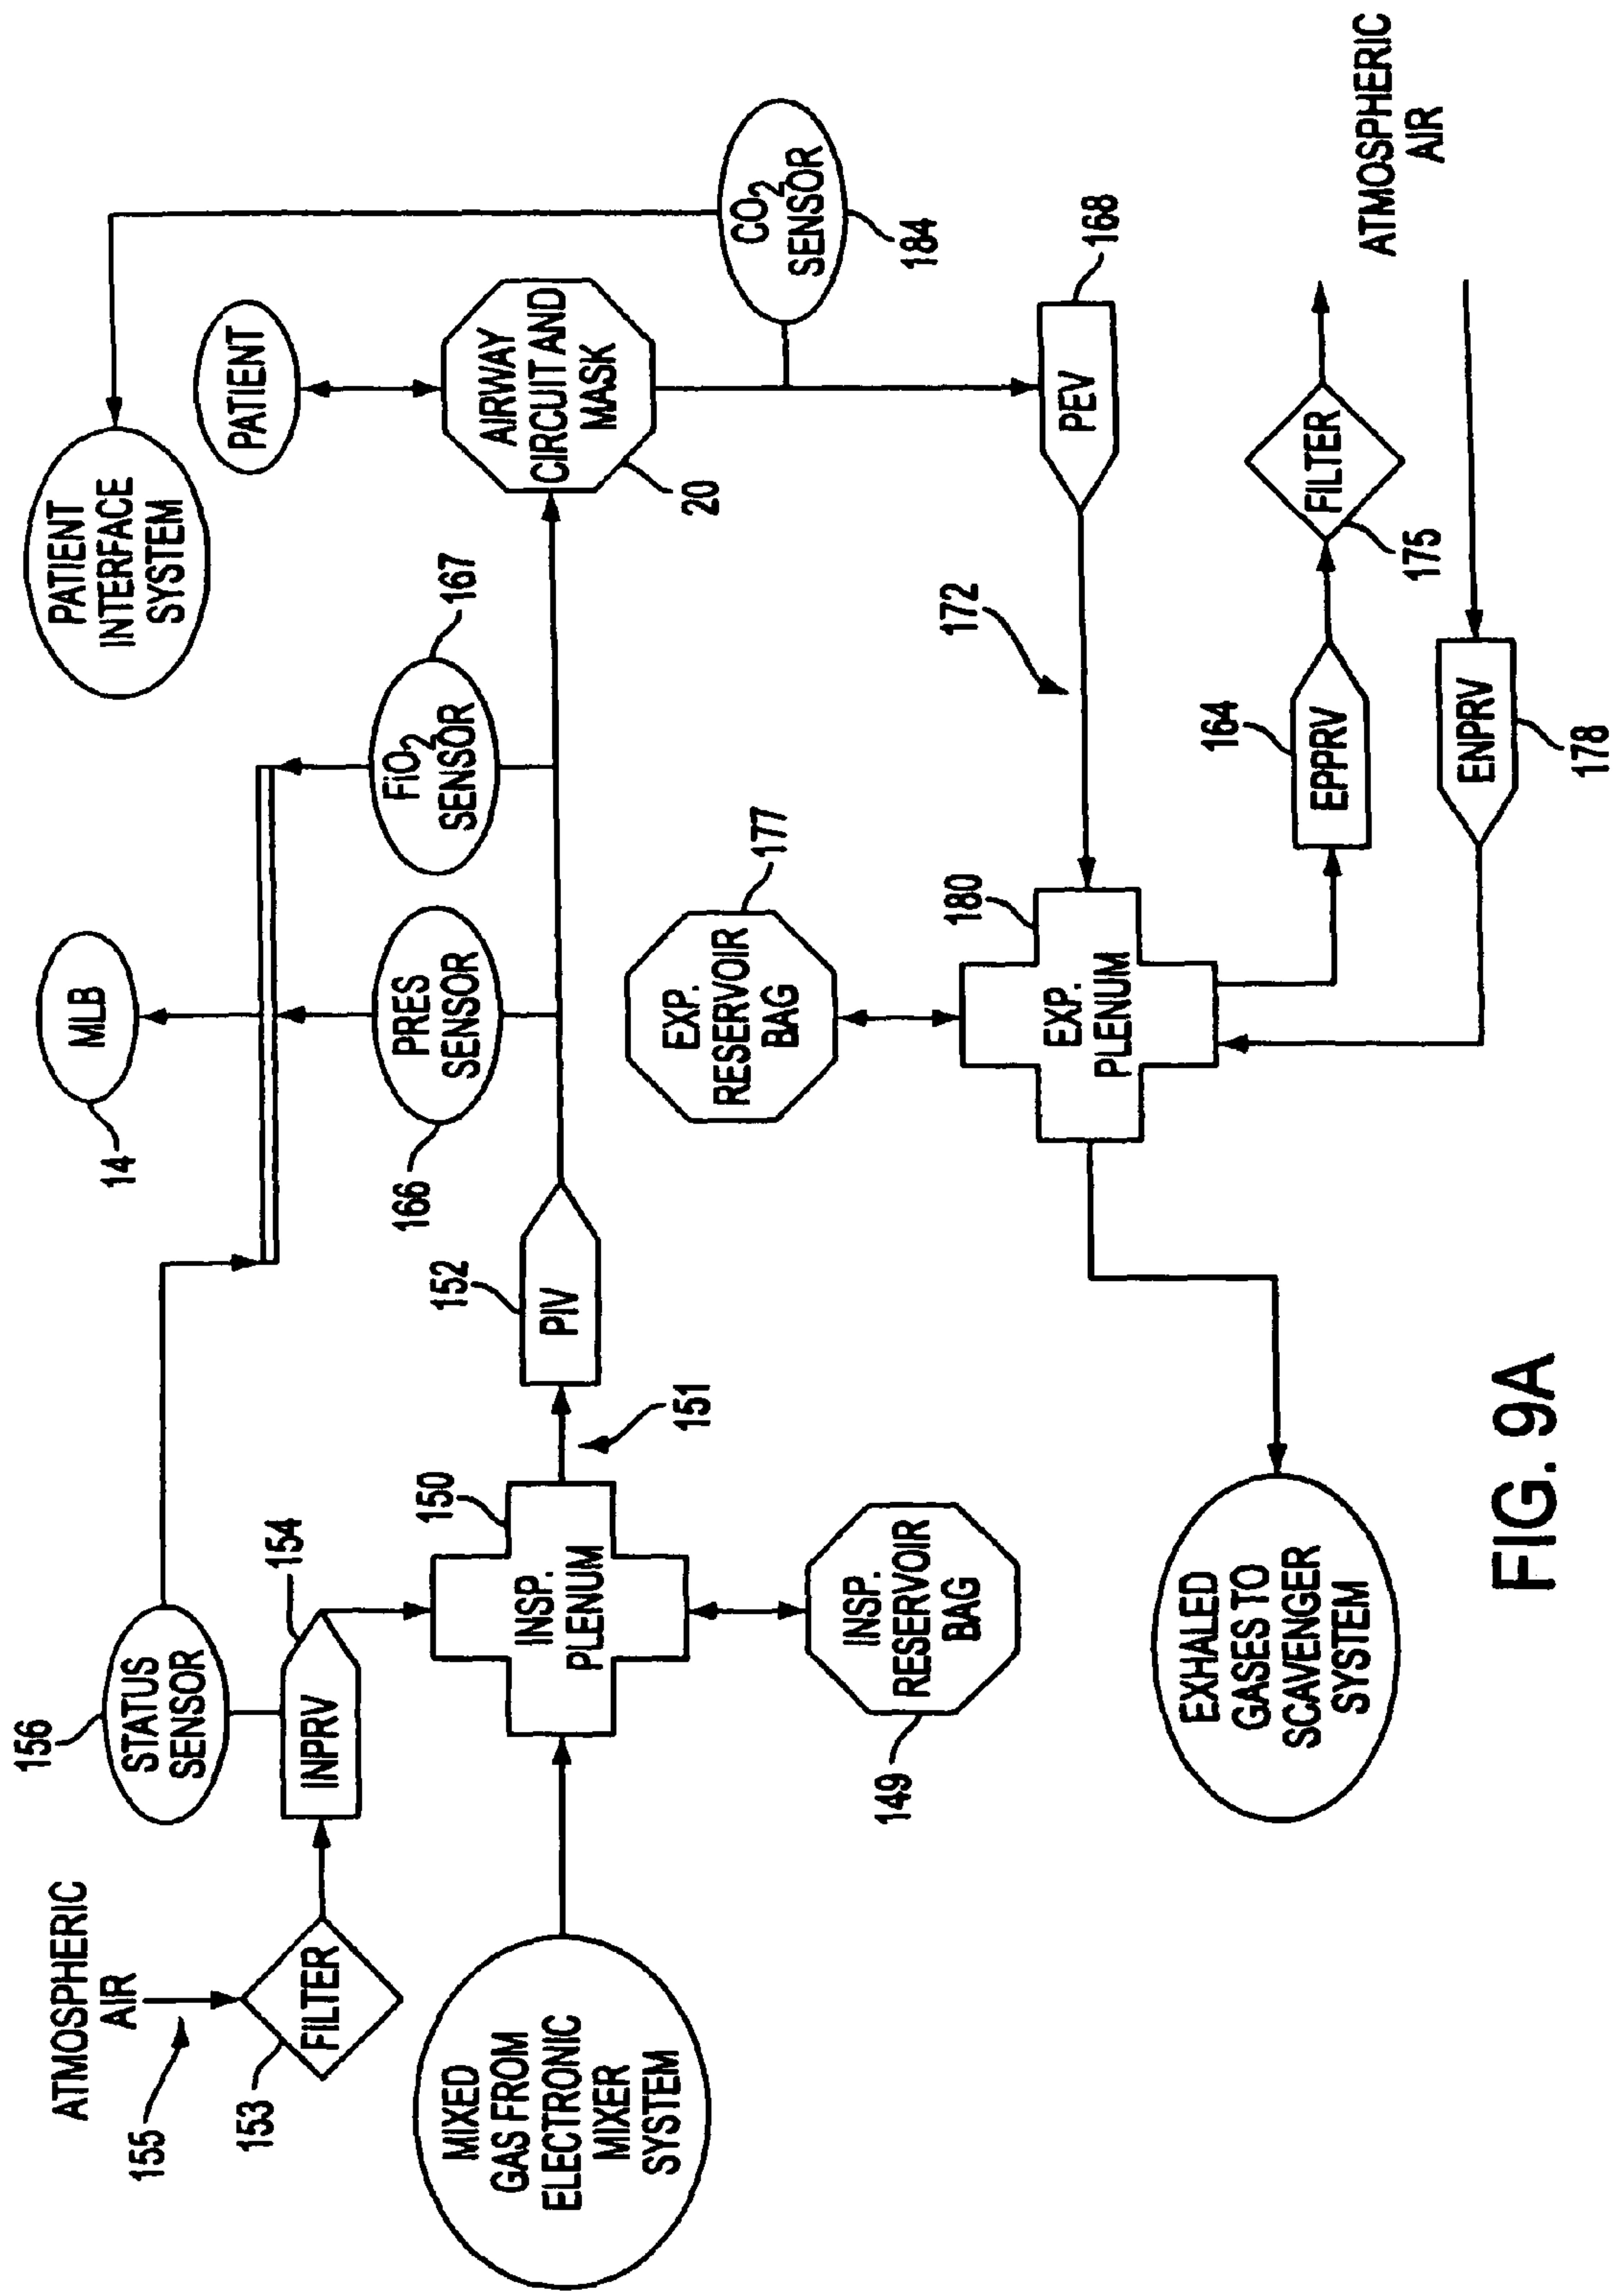 ATMOSPHERIC
AIR
155
153
FILTER
156
STATUS
SENSOR
154
INPRV
MIXED
GAS FROM
ELECTRONIC
MIXER
SYSTEM
150
INSP.
PLENUM
151
149
INSP.
RESERVOIR
BAG
152
PIV
14
MLB
166
PRES
SENSOR
167
FiO2
SENSOR
PATIENT
INTERFACE
SYSTEM
PATIENT
AIRWAY
CIRCUIT AND
MASK
20
CO2
SENSOR
184
168
PEV
172
177
EXP.
RESERVOIR
BAG
180
EXP.
PLENUM
164
EPPRV
175
FILTER
ATMOSPHERIC
AIR
ENPRV
178
EXHALED
GASES TO
SCAVENGER
SYSTEM
FIG. 9A